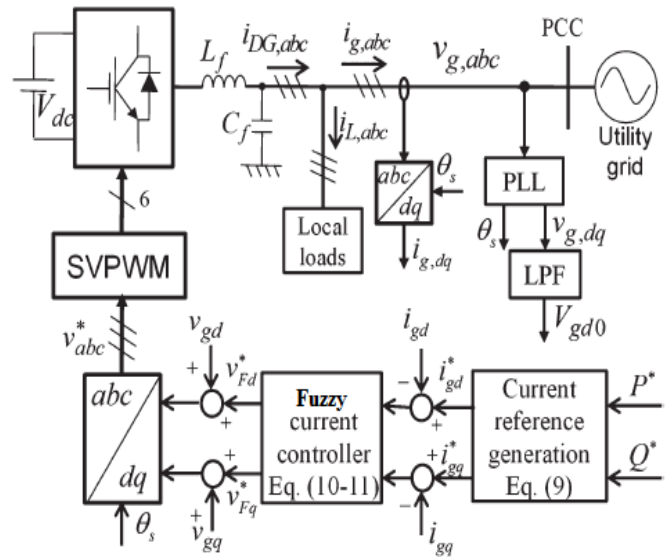 V_dc
L_f
i_DG,abc
i_g,abc
v_g,abc
PCC
C_f
i_L,abc
Utility
grid
6
abc
dq
θ_s
PLL
Local
loads
i_g,dq
θ_s
v_g,dq
SVPWM
LPF
v*_abc
V_gd0
v_gd
i_gd
+
v*_Fd
+
Fuzzy
current
controller
Eq. (10-11)
−
i*_gd
+
Current
reference
generation
Eq. (9)
P*
Q*
abc
dq
+
v*_Fq
+
v_gq
+
i*_gq
−
i_gq
θ_s